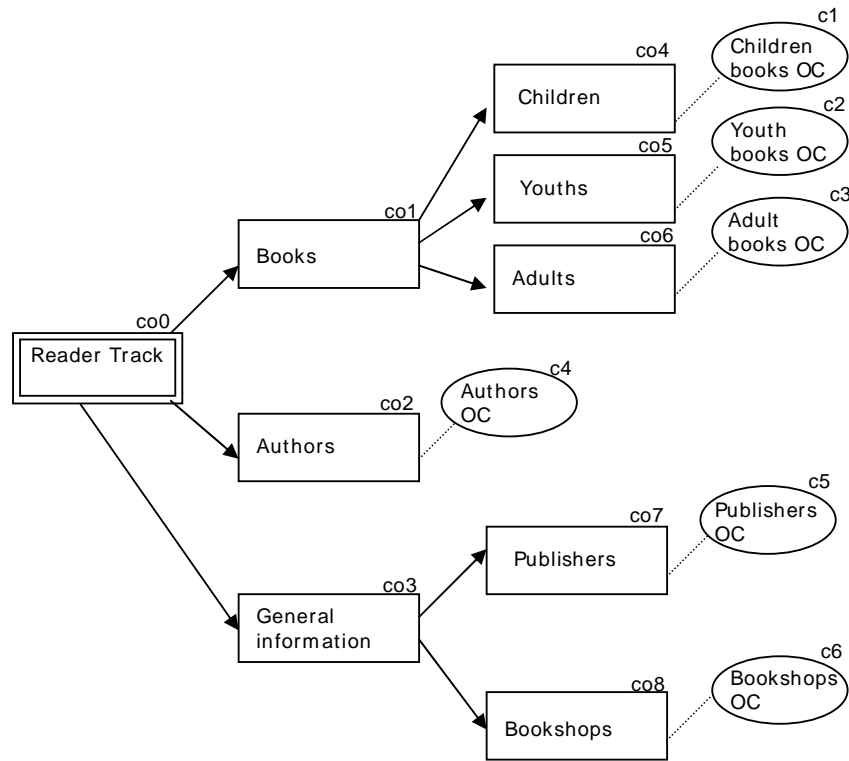 c1
co4
Children
books OC
Children
c2
co5
Youth
books OC
Youths
c3
co1
co6
Adult
books OC
Books
Adults
co0
Reader Track
c4
co2
Authors
OC
Authors
c5
co7
Publishers
OC
Publishers
co3
General
information
c6
co8
Bookshops
OC
Bookshops